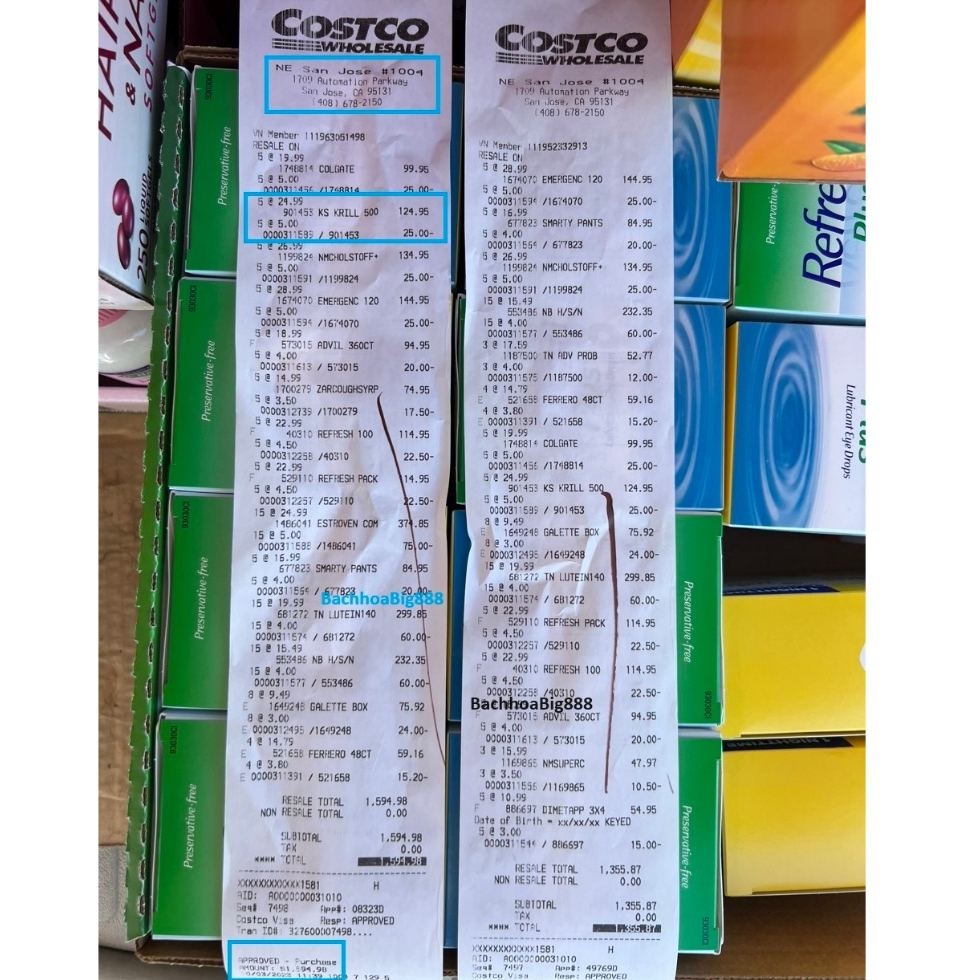 COSTCO
WHOLESALE
NE San Jose #1004
1709 Automation Parkway
San Jose, CA 95131
(408) 678-2150
VN Member 111963051498
RESALE ON
5 @ 19.99
1748814 COLGATE 99.95
5 @ 5.00
0000311456 /1748814 25.00-
5 @ 24.99
901453 KS KRILL 500 124.95
5 @ 5.00
0000311589 / 901453 25.00-
5 @ 26.99
1199824 NMCHOLSTOFF+ 134.95
5 @ 5.00
0000311591 /1199824 25.00-
5 @ 28.99
1674070 EMERGENC 120 144.95
5 @ 5.00
0000311594 /1674070 25.00-
5 @ 18.99
F 573015 ADVIL 360CT 94.95
5 @ 4.00
0000311613 / 573015 20.00-
5 @ 14.99
1700279 ZARCOUGHSYRP 74.95
5 @ 3.50
0000312739 /1700279 17.50-
5 @ 22.99
F 40310 REFRESH 100 114.95
5 @ 4.50
0000312258 /40310 22.50-
5 @ 22.99
F 529110 REFRESH PACK 14.95
5 @ 4.50
0000312257 /529110 22.50-
15 @ 24.99
1486041 ESTROVEN COM 374.85
15 @ 5.00
0000311588 /1486041 75.00-
5 @ 16.99
677823 SMARTY PANTS 84.95
5 @ 4.00
0000311564 / 677823 20.00-
15 @ 19.99
681272 TN LUTEIN140 299.85
15 @ 4.00
0000311574 / 681272 60.00-
15 @ 15.49
553486 NB H/S/N 232.35
15 @ 4.00
0000311577 / 553486 60.00-
8 @ 9.49
E 1649248 GALETTE BOX 75.92
8 @ 3.00
E 0000312495 /1649248 24.00-
4 @ 14.79
E 521658 FERRERO 48CT 59.16
4 @ 3.80
E 0000311391 / 521658 15.20-
RESALE TOTAL 1,594.98
NON RESALE TOTAL 0.00
SUBTOTAL 1,594.98
TAX 0.00
**** TOTAL 1,594.98
XXXXXXXXXXXX1581 H
AID: A0000000031010
Seq# 7498 App#: 08323D
Costco Visa Resp: APPROVED
Tran ID#: 327600007498....
APPROVED - Purchase
AMOUNT: $1,594.98
BachhoaBig888
COSTCO
WHOLESALE
NE San Jose #1004
1709 Automation Parkway
San Jose, CA 95131
(408) 678-2150
VN Member 111952332913
RESALE ON
5 @ 28.99
1674070 EMERGENC 120 144.95
5 @ 5.00
0000311594 /1674070 25.00-
5 @ 16.99
677823 SMARTY PANTS 84.95
5 @ 4.00
0000311564 / 677823 20.00-
5 @ 26.99
1199824 NMCHOLSTOFF+ 134.95
5 @ 5.00
0000311591 /1199824 25.00-
15 @ 15.49
553486 NB H/S/N 232.35
15 @ 4.00
0000311577 / 553486 60.00-
3 @ 17.59
1187500 TN ADV PROB 52.77
3 @ 4.00
0000311575 /1187500 12.00-
4 @ 14.79
E 521658 FERRERO 48CT 59.16
4 @ 3.80
E 0000311391 / 521658 15.20-
5 @ 19.99
1748814 COLGATE 99.95
5 @ 5.00
0000311456 /1748814 25.00-
5 @ 24.99
901453 KS KRILL 500 124.95
5 @ 5.00
0000311589 / 901453 25.00-
8 @ 9.49
E 1649248 GALETTE BOX 75.92
8 @ 3.00
E 0000312495 /1649248 24.00-
15 @ 19.99
681272 TN LUTEIN140 299.85
15 @ 4.00
0000311574 / 681272 60.00-
5 @ 22.99
F 529110 REFRESH PACK 114.95
5 @ 4.50
0000312257 /529110 22.50-
5 @ 22.99
F 40310 REFRESH 100 114.95
5 @ 4.50
0000312258 /40310 22.50-
F 573015 ADVIL 360CT 94.95
5 @ 4.00
0000311613 / 573015 20.00-
3 @ 15.99
1169865 NMSUPERC 47.97
3 @ 3.50
0000311556 /1169865 10.50-
5 @ 10.99
F 886697 DIMETAPP 3X4 54.95
Date of Birth = xx/xx/xx KEYED
5 @ 3.00
0000311544 / 886697 15.00-
RESALE TOTAL 1,355.87
NON RESALE TOTAL 0.00
SUBTOTAL 1,355.87
TAX 0.00
**** TOTAL 1,355.87
XXXXXXXXXXXX1581 H
AID: A0000000031010
Seq# 7497 App#: 49769D
Costco Visa Resp: APPROVED
BachhoaBig888
HAIR
& NA
SOFTG
250
Preservative-free
Preservative-free
Preservative-free
Preservative-free
Preservative-free
Refre
Plu
Lubricant Eye Drops
Preservative-free
Preservative-free
NIGHTTIME